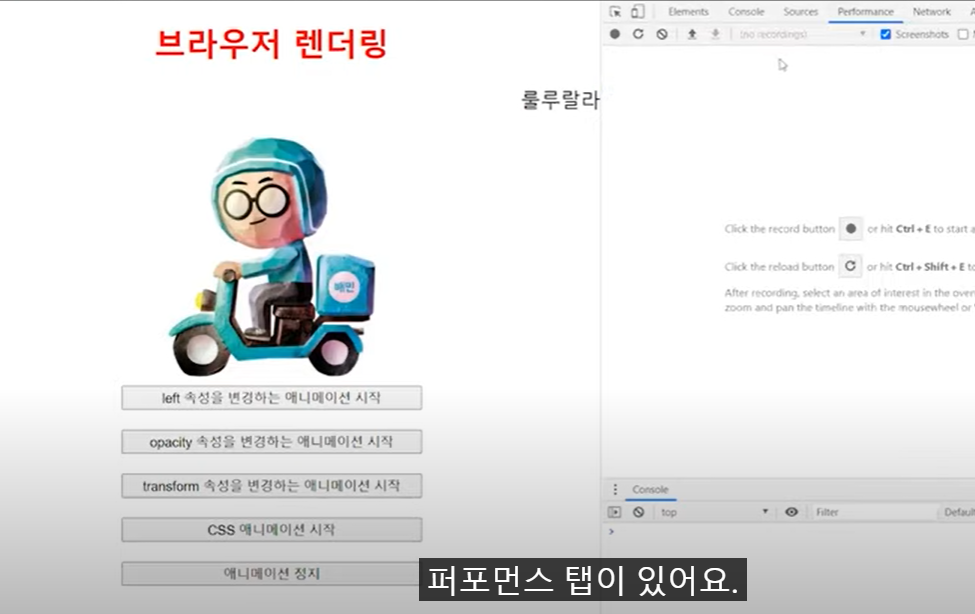 브라우저 렌더링
룰루랄라
배민
left 속성을 변경하는 애니메이션 시작
opacity 속성을 변경하는 애니메이션 시작
transform 속성을 변경하는 애니메이션 시작
CSS 애니메이션 시작
애니메이션 정지
Elements Console Sources Performance Network
(no recordings) Screenshots
Click the record button or hit Ctrl + E to start a
Click the reload button or hit Ctrl + Shift + E to
After recording, select an area of interest in the over
zoom and pan the timeline with the mousewheel or
Console
top Filter Default
퍼포먼스 탭이 있어요.